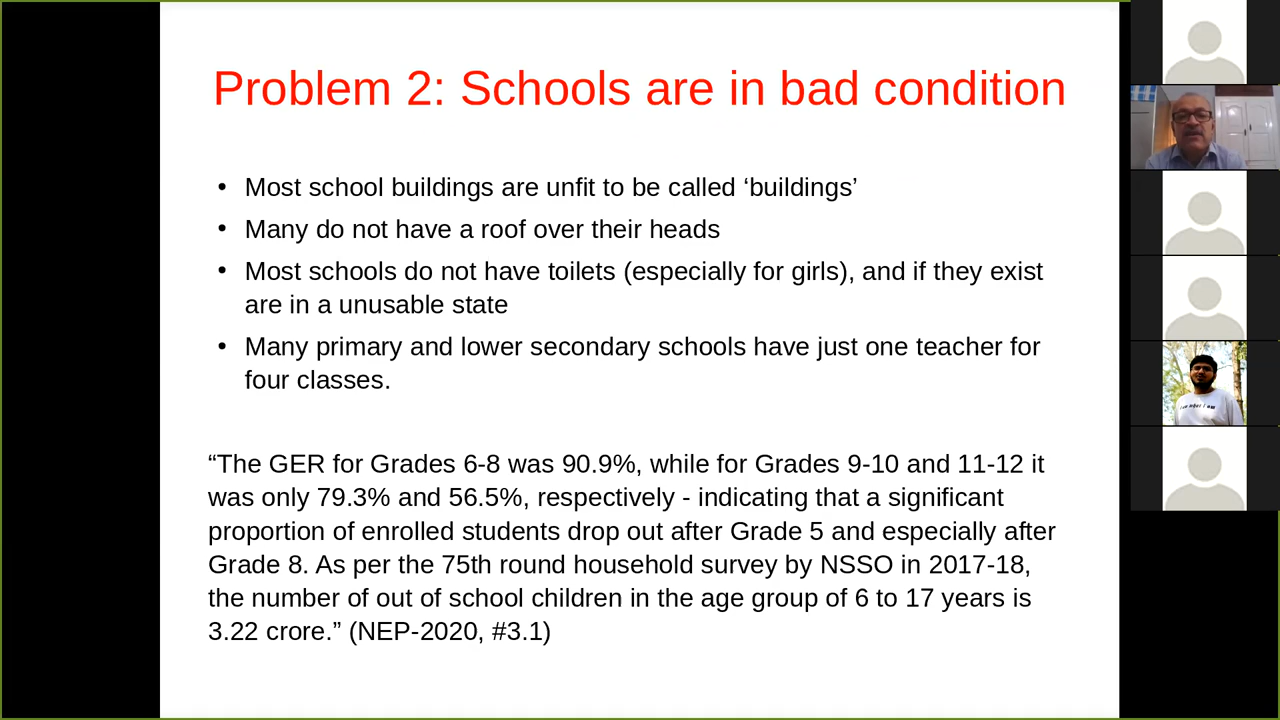 Problem 2: Schools are in bad condition
• Most school buildings are unfit to be called ‘buildings’
• Many do not have a roof over their heads
• Most schools do not have toilets (especially for girls), and if they exist
are in a unusable state
• Many primary and lower secondary schools have just one teacher for
four classes.
“The GER for Grades 6-8 was 90.9%, while for Grades 9-10 and 11-12 it
was only 79.3% and 56.5%, respectively - indicating that a significant
proportion of enrolled students drop out after Grade 5 and especially after
Grade 8. As per the 75th round household survey by NSSO in 2017-18,
the number of out of school children in the age group of 6 to 17 years is
3.22 crore.” (NEP-2020, #3.1)